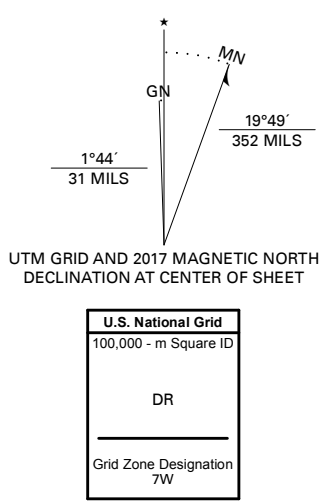 ★
MN
GN
19°49´
352 MILS
1°44´
31 MILS
UTM GRID AND 2017 MAGNETIC NORTH
DECLINATION AT CENTER OF SHEET
U.S. National Grid
100,000 - m Square ID
DR
Grid Zone Designation
7W